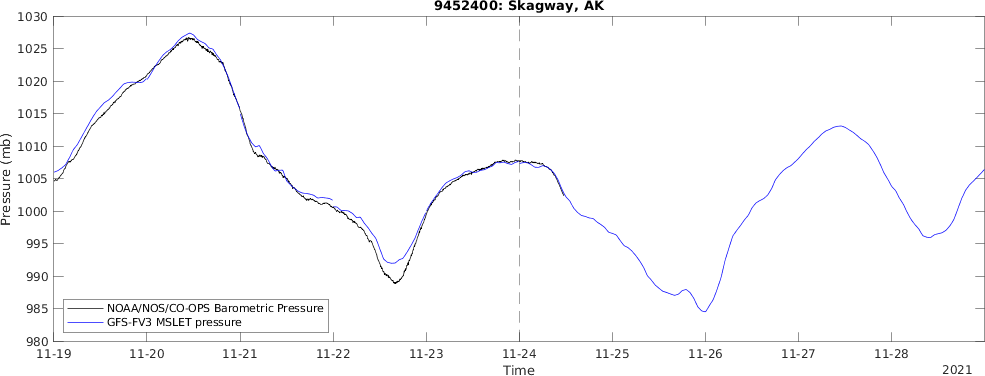 9452400: Skagway, AK
Pressure (mb)
1030
1025
1020
1015
1010
1005
1000
995
990
985
980
NOAA/NOS/CO-OPS Barometric Pressure
GFS-FV3 MSLET pressure
11-19 11-20 11-21 11-22 11-23 11-24 11-25 11-26 11-27 11-28
Time
2021